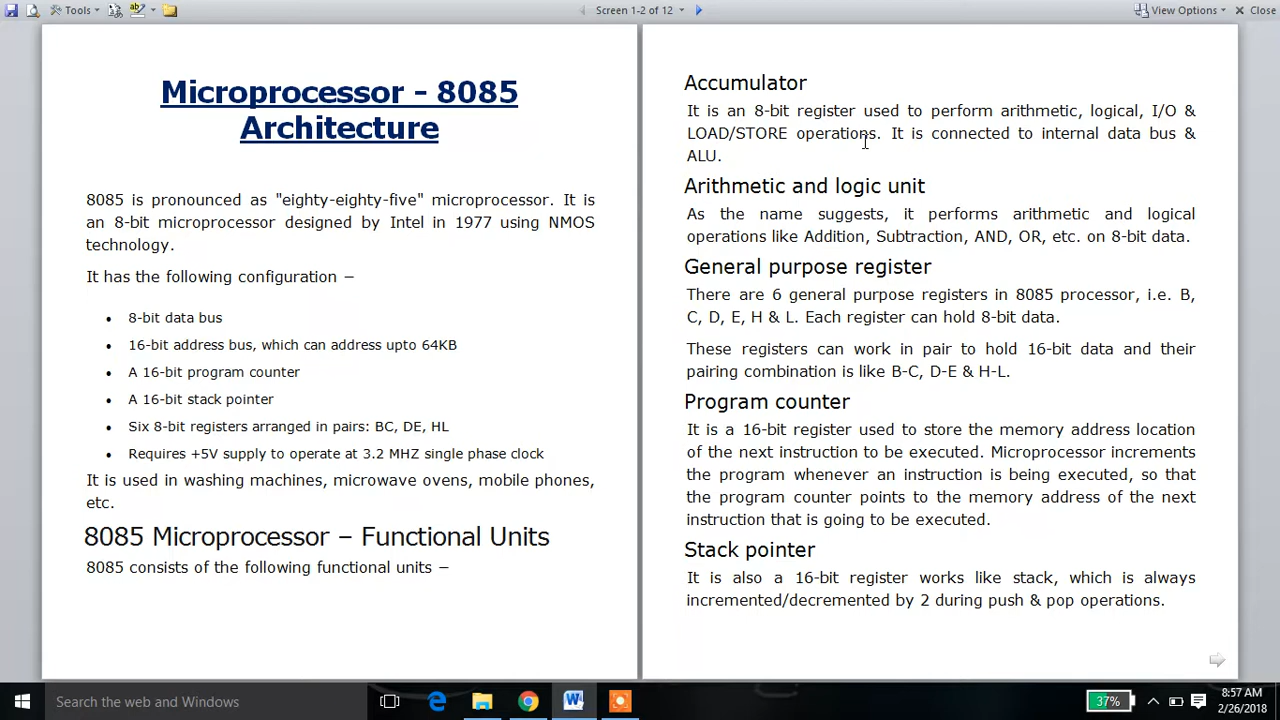 Tools
Screen 1-2 of 12
View Options
Close
Microprocessor - 8085
Architecture
8085 is pronounced as "eighty-eighty-five" microprocessor. It is
an 8-bit microprocessor designed by Intel in 1977 using NMOS
technology.
It has the following configuration −
• 8-bit data bus
• 16-bit address bus, which can address upto 64KB
• A 16-bit program counter
• A 16-bit stack pointer
• Six 8-bit registers arranged in pairs: BC, DE, HL
• Requires +5V supply to operate at 3.2 MHZ single phase clock
It is used in washing machines, microwave ovens, mobile phones,
etc.
8085 Microprocessor – Functional Units
8085 consists of the following functional units −
Accumulator
It is an 8-bit register used to perform arithmetic, logical, I/O &
LOAD/STORE operations. It is connected to internal data bus &
ALU.
Arithmetic and logic unit
As the name suggests, it performs arithmetic and logical
operations like Addition, Subtraction, AND, OR, etc. on 8-bit data.
General purpose register
There are 6 general purpose registers in 8085 processor, i.e. B,
C, D, E, H & L. Each register can hold 8-bit data.
These registers can work in pair to hold 16-bit data and their
pairing combination is like B-C, D-E & H-L.
Program counter
It is a 16-bit register used to store the memory address location
of the next instruction to be executed. Microprocessor increments
the program whenever an instruction is being executed, so that
the program counter points to the memory address of the next
instruction that is going to be executed.
Stack pointer
It is also a 16-bit register works like stack, which is always
incremented/decremented by 2 during push & pop operations.
Search the web and Windows
37%
8:57 AM
2/26/2018